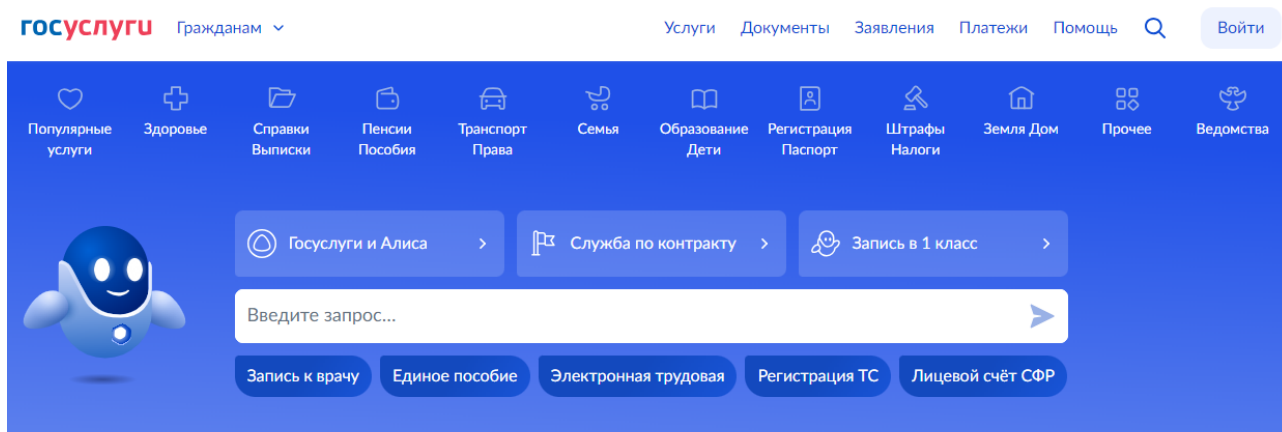 госуслуги Гражданам Услуги Документы Заявления Платежи Помощь Войти
Популярные услуги
Здоровье
Справки Выписки
Пенсии Пособия
Транспорт Права
Семья
Образование Дети
Регистрация Паспорт
Штрафы Налоги
Земля Дом
Прочее
Ведомства
Госуслуги и Алиса
Служба по контракту
Запись в 1 класс
Введите запрос...
Запись к врачу
Единое пособие
Электронная трудовая
Регистрация ТС
Лицевой счёт СФР